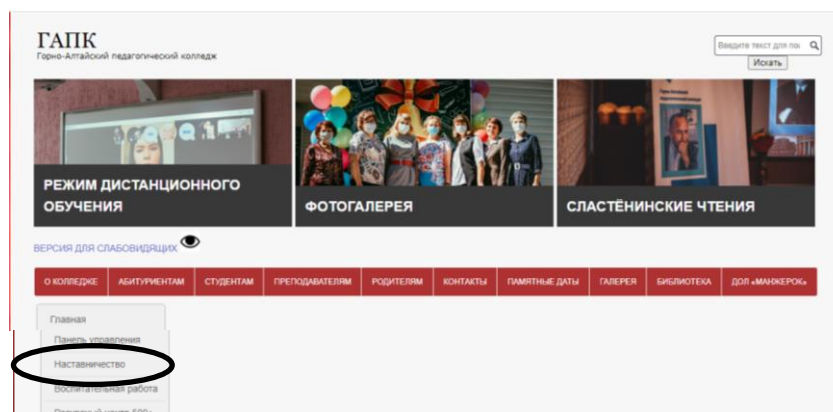 ГАПК
Горно-Алтайский педагогический колледж
Введите текст для пои
Искать
РЕЖИМ ДИСТАНЦИОННОГО
ОБУЧЕНИЯ
ФОТОГАЛЕРЕЯ
СЛАСТЁНИНСКИЕ ЧТЕНИЯ
ВЕРСИЯ ДЛЯ СЛАБОВИДЯЩИХ
О КОЛЛЕДЖЕ АБИТУРИЕНТАМ СТУДЕНТАМ ПРЕПОДАВАТЕЛЯМ РОДИТЕЛЯМ КОНТАКТЫ ПАМЯТНЫЕ ДАТЫ ГАЛЕРЕЯ БИБЛИОТЕКА ДОЛ «МАНЖЕРОК»
Главная
Панель управления
Наставничество
Воспитательная работа